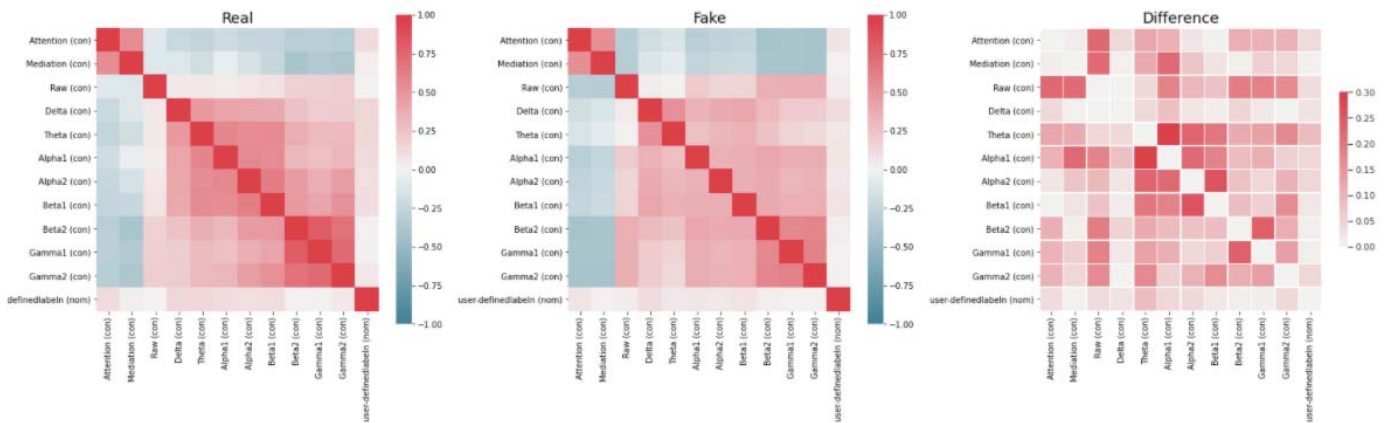 Real
Attention (con)
Mediation (con)
Raw (con)
Delta (con)
Theta (con)
Alpha1 (con)
Alpha2 (con)
Beta1 (con)
Beta2 (con)
Gamma1 (con)
Gamma2 (con)
definedlabeln (nom)
Attention (con)
Mediation (con)
Raw (con)
Delta (con)
Theta (con)
Alpha1 (con)
Alpha2 (con)
Beta1 (con)
Beta2 (con)
Gamma1 (con)
Gamma2 (con)
user-definedlabeln (nom)
1.00
0.75
0.50
0.25
0.00
−0.25
−0.50
−0.75
−1.00
Fake
Attention (con)
Mediation (con)
Raw (con)
Delta (con)
Theta (con)
Alpha1 (con)
Alpha2 (con)
Beta1 (con)
Beta2 (con)
Gamma1 (con)
Gamma2 (con)
user-definedlabeln (nom)
Attention (con)
Mediation (con)
Raw (con)
Delta (con)
Theta (con)
Alpha1 (con)
Alpha2 (con)
Beta1 (con)
Beta2 (con)
Gamma1 (con)
Gamma2 (con)
user-definedlabeln (nom)
1.00
0.75
0.50
0.25
0.00
−0.25
−0.50
−0.75
−1.00
Difference
Attention (con)
Mediation (con)
Raw (con)
Delta (con)
Theta (con)
Alpha1 (con)
Alpha2 (con)
Beta1 (con)
Beta2 (con)
Gamma1 (con)
Gamma2 (con)
user-definedlabeln (nom)
Attention (con)
Mediation (con)
Raw (con)
Delta (con)
Theta (con)
Alpha1 (con)
Alpha2 (con)
Beta1 (con)
Beta2 (con)
Gamma1 (con)
Gamma2 (con)
user-definedlabeln (nom)
0.30
0.25
0.20
0.15
0.10
0.05
0.00